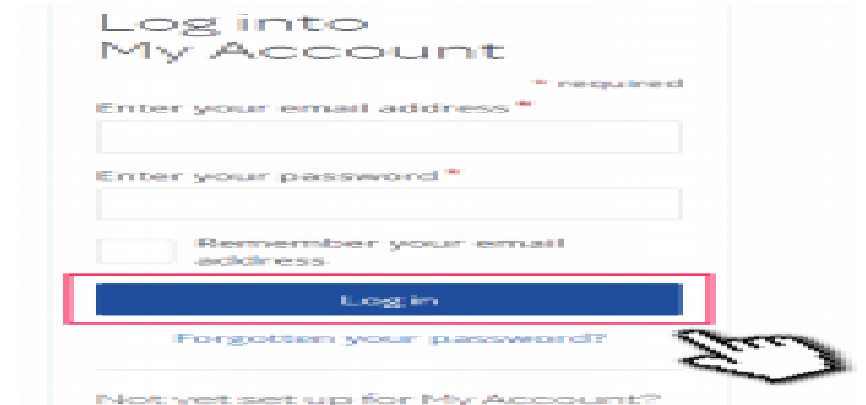 Log into
My Account
* required
Enter your email address *
Enter your password *
Remember your email
address
Log in
Forgotten your password?
Not yet set up for My Account?